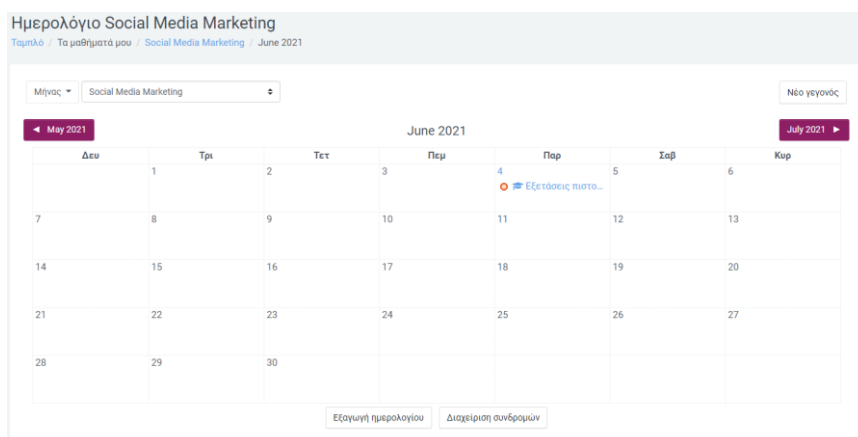 Ημερολόγιο Social Media Marketing
Ταμπλό / Τα μαθήματά μου / Social Media Marketing / June 2021
Μήνας Social Media Marketing Νέο γεγονός
◄ May 2021 June 2021 July 2021 ►
Δευ Τρι Τετ Πεμ Παρ Σαβ Κυρ
1 2 3 4 5 6
Εξετάσεις πιστο...
7 8 9 10 11 12 13
14 15 16 17 18 19 20
21 22 23 24 25 26 27
28 29 30
Εξαγωγή ημερολογίου Διαχείριση συνδρομών